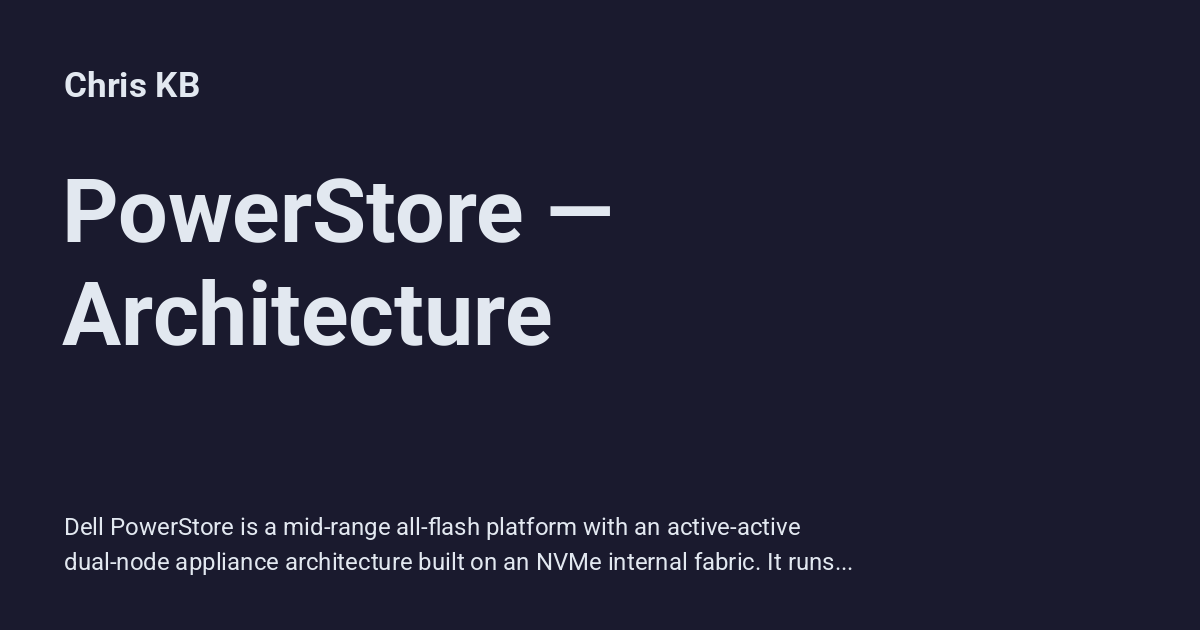 Chris KB
PowerStore —
Architecture
Dell PowerStore is a mid-range all-flash platform with an active-active
dual-node appliance architecture built on an NVMe internal fabric. It runs...